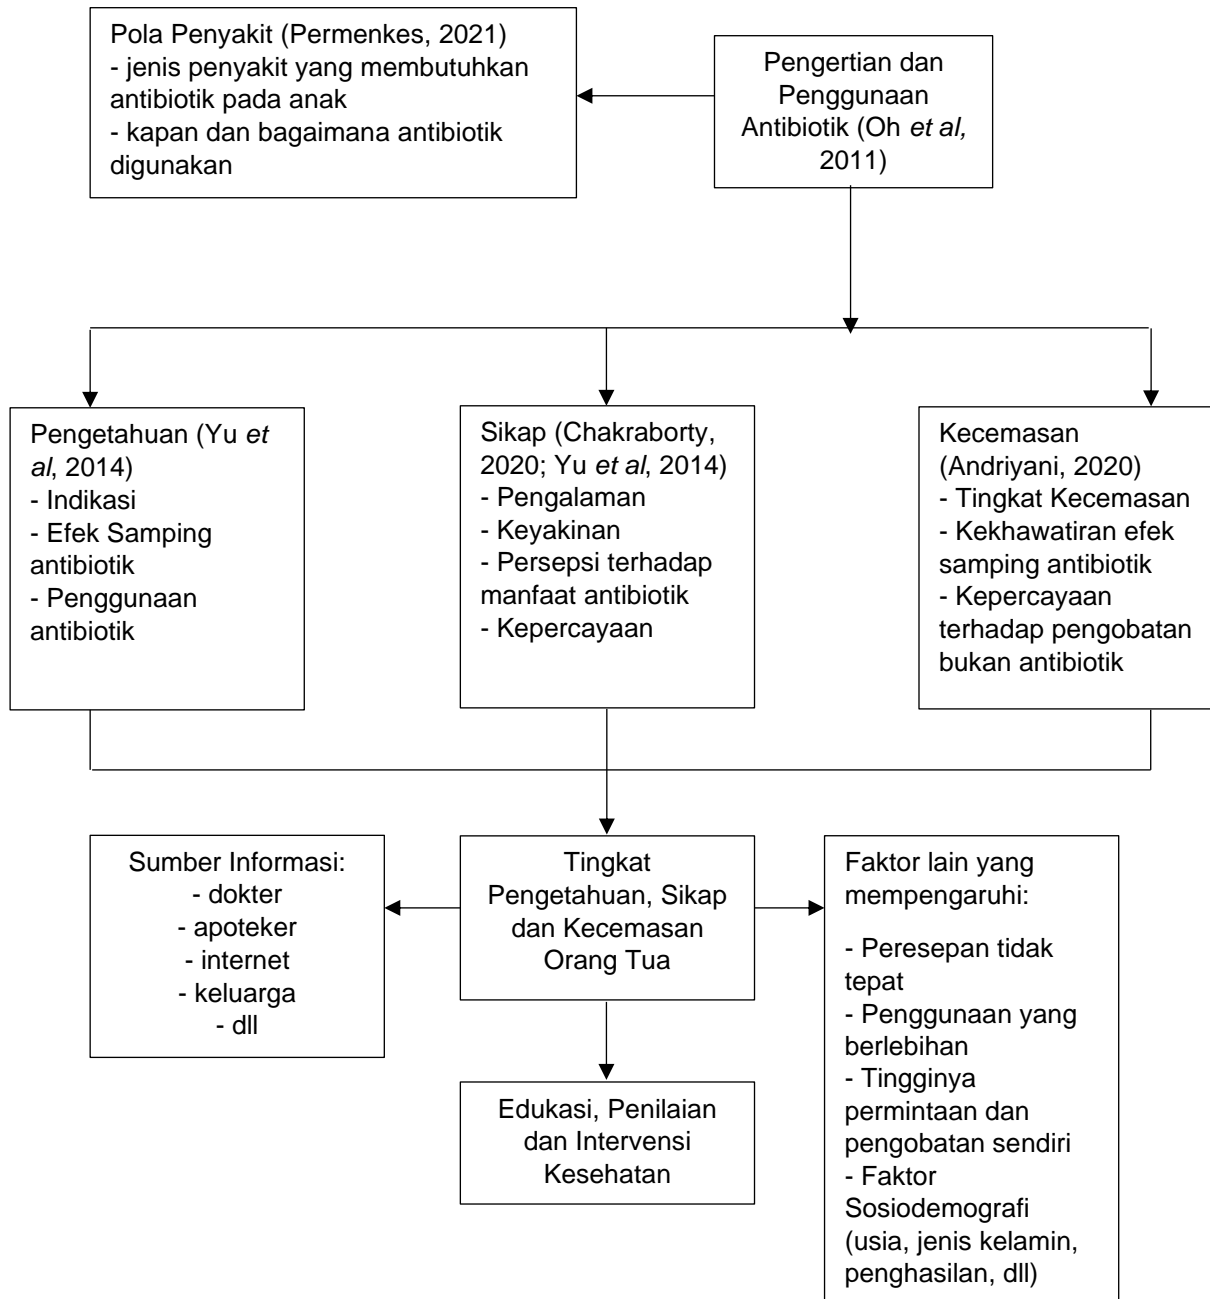 Pola Penyakit (Permenkes, 2021)
- jenis penyakit yang membutuhkan
antibiotik pada anak
- kapan dan bagaimana antibiotik
digunakan
Pengertian dan
Penggunaan
Antibiotik (Oh et al,
2011)
Pengetahuan (Yu et
al, 2014)
- Indikasi
- Efek Samping
antibiotik
- Penggunaan
antibiotik
Sikap (Chakraborty,
2020; Yu et al, 2014)
- Pengalaman
- Keyakinan
- Persepsi terhadap
manfaat antibiotik
- Kepercayaan
Kecemasan
(Andriyani, 2020)
- Tingkat Kecemasan
- Kekhawatiran efek
samping antibiotik
- Kepercayaan
terhadap pengobatan
bukan antibiotik
Sumber Informasi:
- dokter
- apoteker
- internet
- keluarga
- dll
Tingkat
Pengetahuan, Sikap
dan Kecemasan
Orang Tua
Faktor lain yang
mempengaruhi:
- Peresepan tidak
tepat
- Penggunaan yang
berlebihan
- Tingginya
permintaan dan
pengobatan sendiri
- Faktor
Sosiodemografi
(usia, jenis kelamin,
penghasilan, dll)
Edukasi, Penilaian
dan Intervensi
Kesehatan